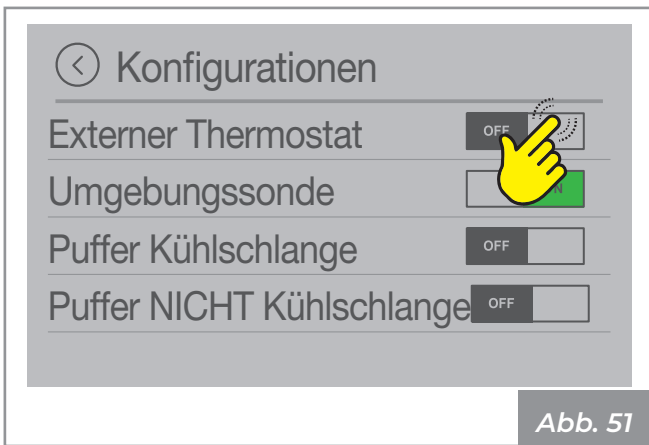 Konfigurationen
Externer Thermostat OFF
Umgebungssonde
Puffer Kühlschlange OFF
Puffer NICHT Kühlschlange OFF
Abb. 51